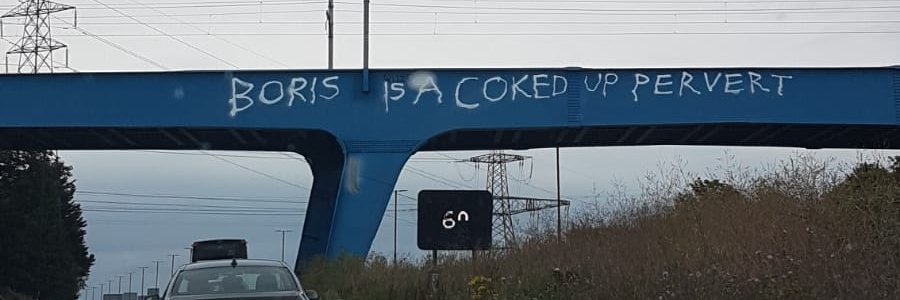 BORIS IS A COKED UP PERVERT
60